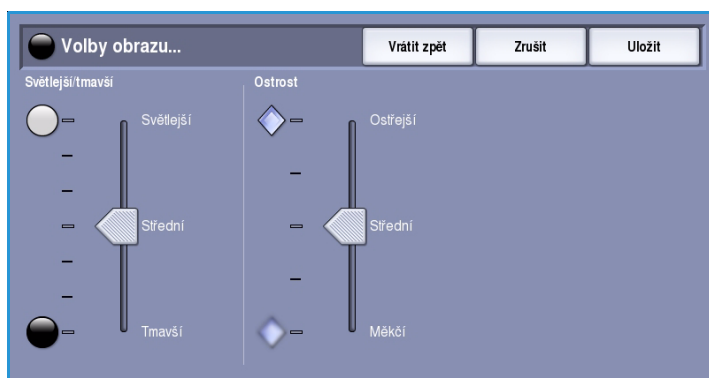 Volby obrazu...
Vrátit zpět
Zrušit
Uložit
Světlejší/tmavší
Ostrost
Světlejší
Střední
Tmavší
Ostřejší
Střední
Měkčí